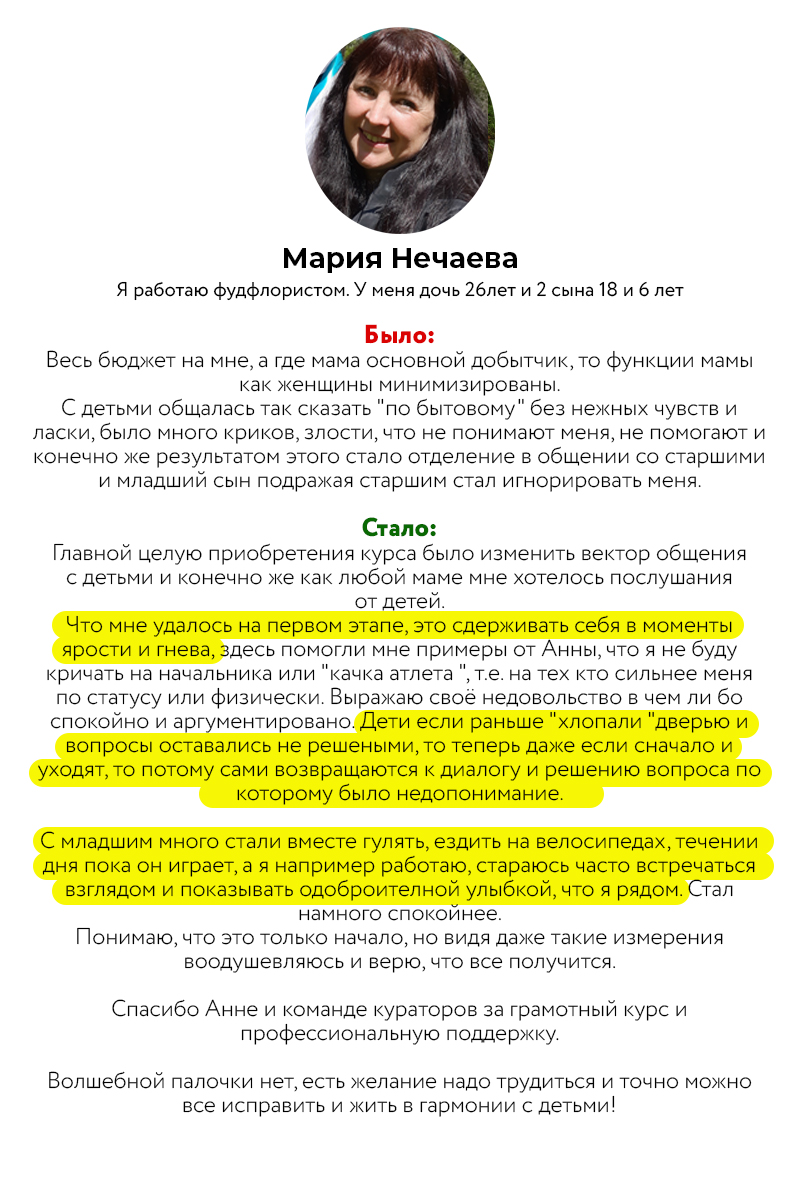 Мария Нечаева
Я работаю фудфлористом. У меня дочь 26лет и 2 сына 18 и 6 лет
Было:
Весь бюджет на мне, а где мама основной добытчик, то функции мамы
как женщины минимизированы.
С детьми общалась так сказать "по бытовому" без нежных чувств и
ласки, было много криков, злости, что не понимают меня, не помогают и
конечно же результатом этого стало отделение в общении со старшими
и младший сын подражая старшим стал игнорировать меня.
Стало:
Главной целую приобретения курса было изменить вектор общения
с детьми и конечно же как любой маме мне хотелось послушания
от детей.
Что мне удалось на первом этапе, это сдерживать себя в моменты
ярости и гнева, здесь помогли мне примеры от Анны, что я не буду
кричать на начальника или "качка атлета ", т.е. на тех кто сильнее меня
по статусу или физически. Выражаю своё недовольство в чем ли бо
спокойно и аргументировано. Дети если раньше "хлопали "дверью и
вопросы оставались не решеными, то теперь даже если сначало и
уходят, то потому сами возвращаются к диалогу и решению вопроса по
которому было недопонимание.
С младшим много стали вместе гулять, ездить на велосипедах, течении
дня пока он играет, а я например работаю, стараюсь часто встречаться
взглядом и показывать одоброителной улыбкой, что я рядом. Стал
намного спокойнее.
Понимаю, что это только начало, но видя даже такие измерения
воодушевляюсь и верю, что все получится.
Спасибо Анне и команде кураторов за грамотный курс и
профессиональную поддержку.
Волшебной палочки нет, есть желание надо трудиться и точно можно
все исправить и жить в гармонии с детьми!